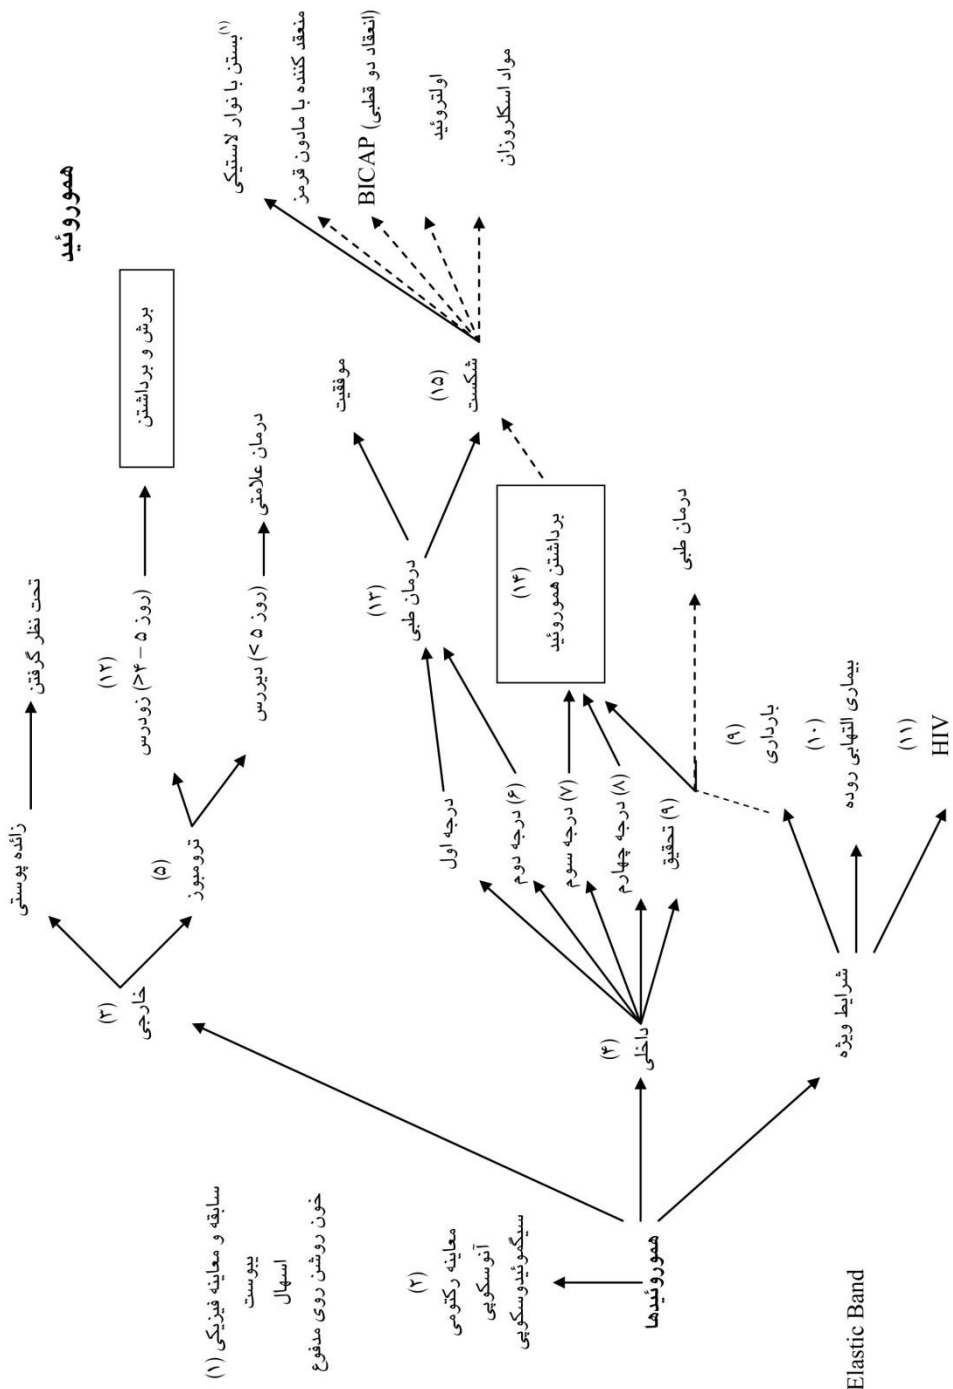 هموروئید
(۱) سابقه و معاینه فیزیکی
یبوست
اسهال
خون روشن روی مدفوع
(۲)
معاینه رکتومی
آنوسکوپی
سیگموئیدوسکوپی
هموروئیدها
(۳)
خارجی
زائده پوستی
تحت نظر گرفتن
(۵)
ترومبوز
(۱۲)
زودرس (>۴ – ۵ روز)
برش و برداشتن
دیررس (< ۵ روز)
درمان علامتی
(۴)
داخلی
درجه اول
(۶) درجه دوم
(۷) درجه سوم
(۸) درجه چهارم
(۹) تحقیق
(۱۳)
درمان طبی
موفقیت
(۱۵)
شکست
(۱۴)
برداشتن هموروئید
درمان طبی
بستن با نوار لاستیکی(۱)
منعقد کننده با مادون قرمز
BICAP (انعقاد دو قطبی)
اولتروئید
مواد اسکلروزان
شرایط ویژه
(۹)
بارداری
(۱۰)
بیماری التهابی روده
(۱۱)
HIV
Elastic Band